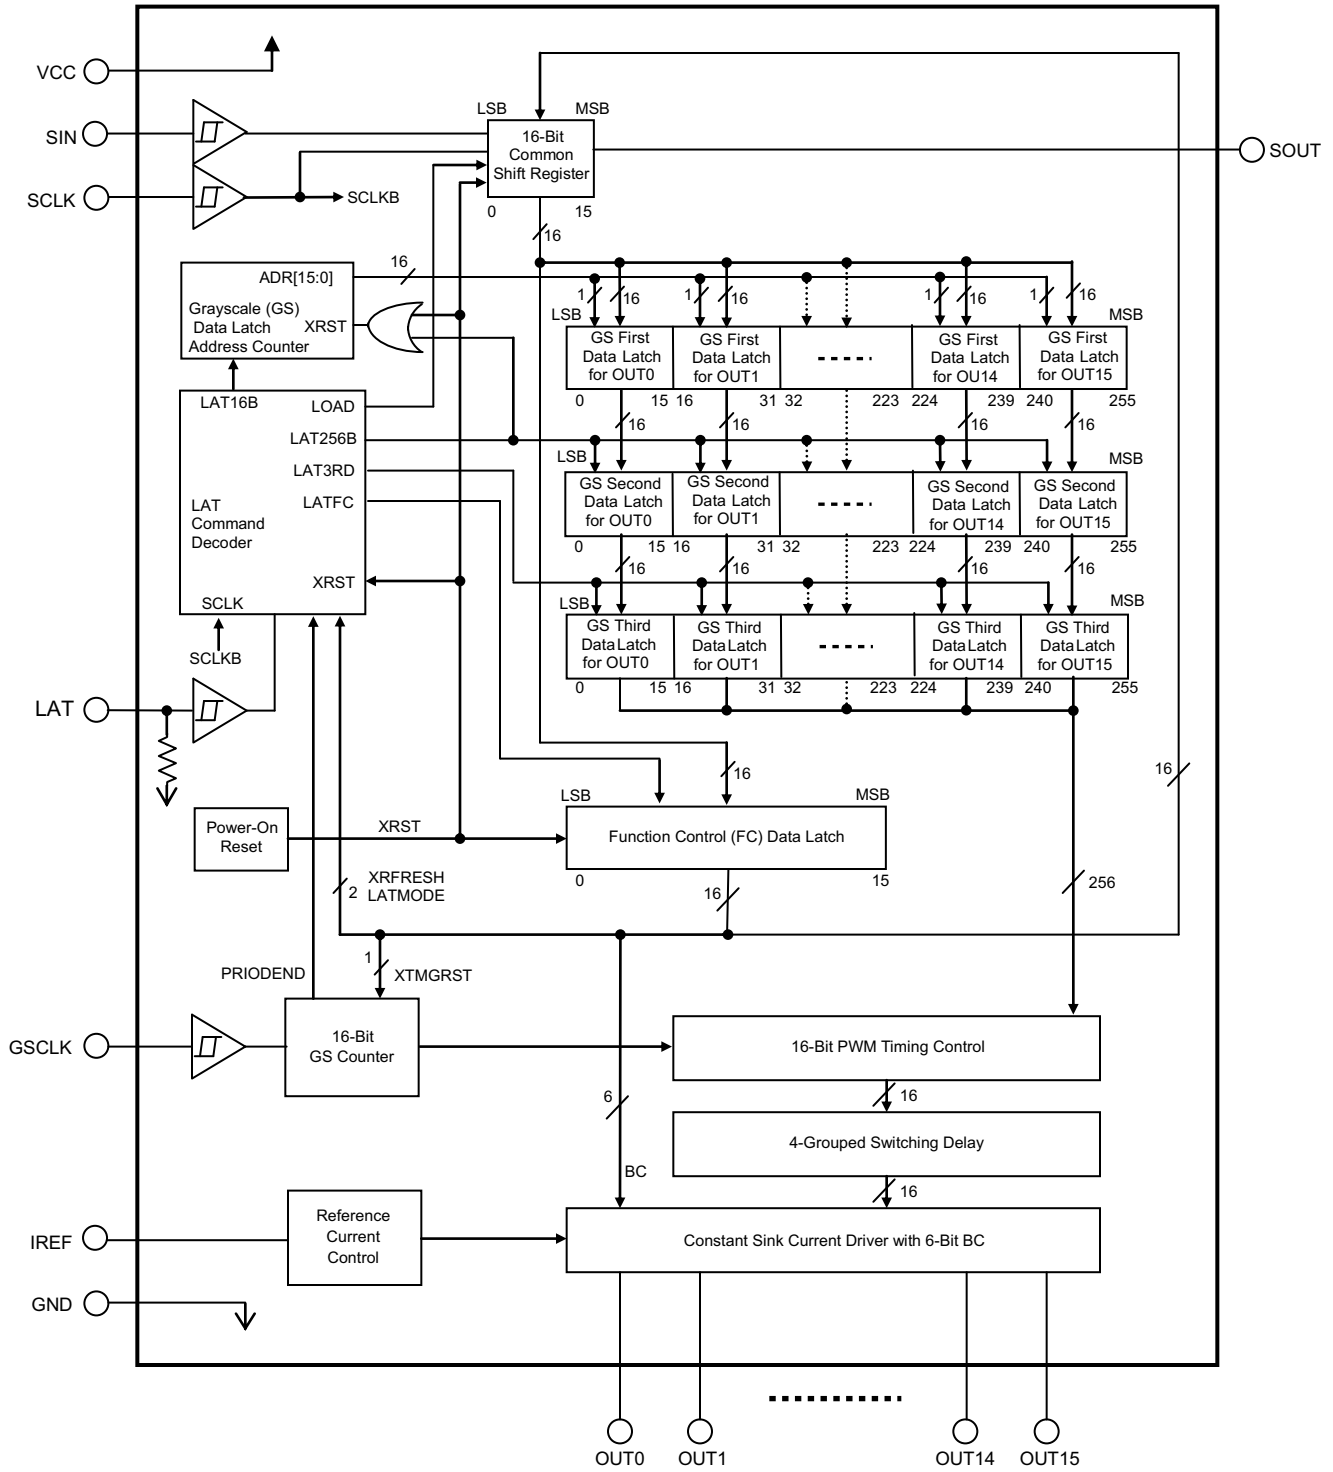 VCC
LSB MSB
SIN
16-Bit
Common
Shift Register
SOUT
SCLK
SCLKB
0 15
16
ADR[15:0]
16
Grayscale (GS)
Data Latch
Address Counter
XRST
1 16 1 16 1 16 1 16
LSB MSB
GS First
Data Latch
for OUT0
GS First
Data Latch
for OUT1
GS First
Data Latch
for OU14
GS First
Data Latch
for OUT15
0 15 16 31 32 223 224 239 240 255
16 16 16 16
LAT16B
LOAD
LAT256B
LAT3RD
LATFC
LAT
Command
Decoder
XRST
SCLK
SCLKB
LSB MSB
GS Second
Data Latch
for OUT0
GS Second
Data Latch
for OUT1
GS Second
Data Latch
for OUT14
GS Second
Data Latch
for OUT15
0 15 16 31 32 223 224 239 240 255
16 16 16 16
LSB MSB
GS Third
DataLatch
for OUT0
GS Third
DataLatch
for OUT1
GS Third
DataLatch
for OUT14
GS Third
DataLatch
for OUT15
0 15 16 31 32 223 224 239 240 255
LAT
16
16
LSB MSB
Power-On
Reset
XRST
Function Control (FC) Data Latch
0 15
16
256
2
XRFRESH
LATMODE
PRIODEND
1
XTMGRST
GSCLK
16-Bit
GS Counter
16-Bit PWM Timing Control
16
6
4-Grouped Switching Delay
16
BC
IREF
Reference
Current
Control
Constant Sink Current Driver with 6-Bit BC
GND
OUT0 OUT1 OUT14 OUT15